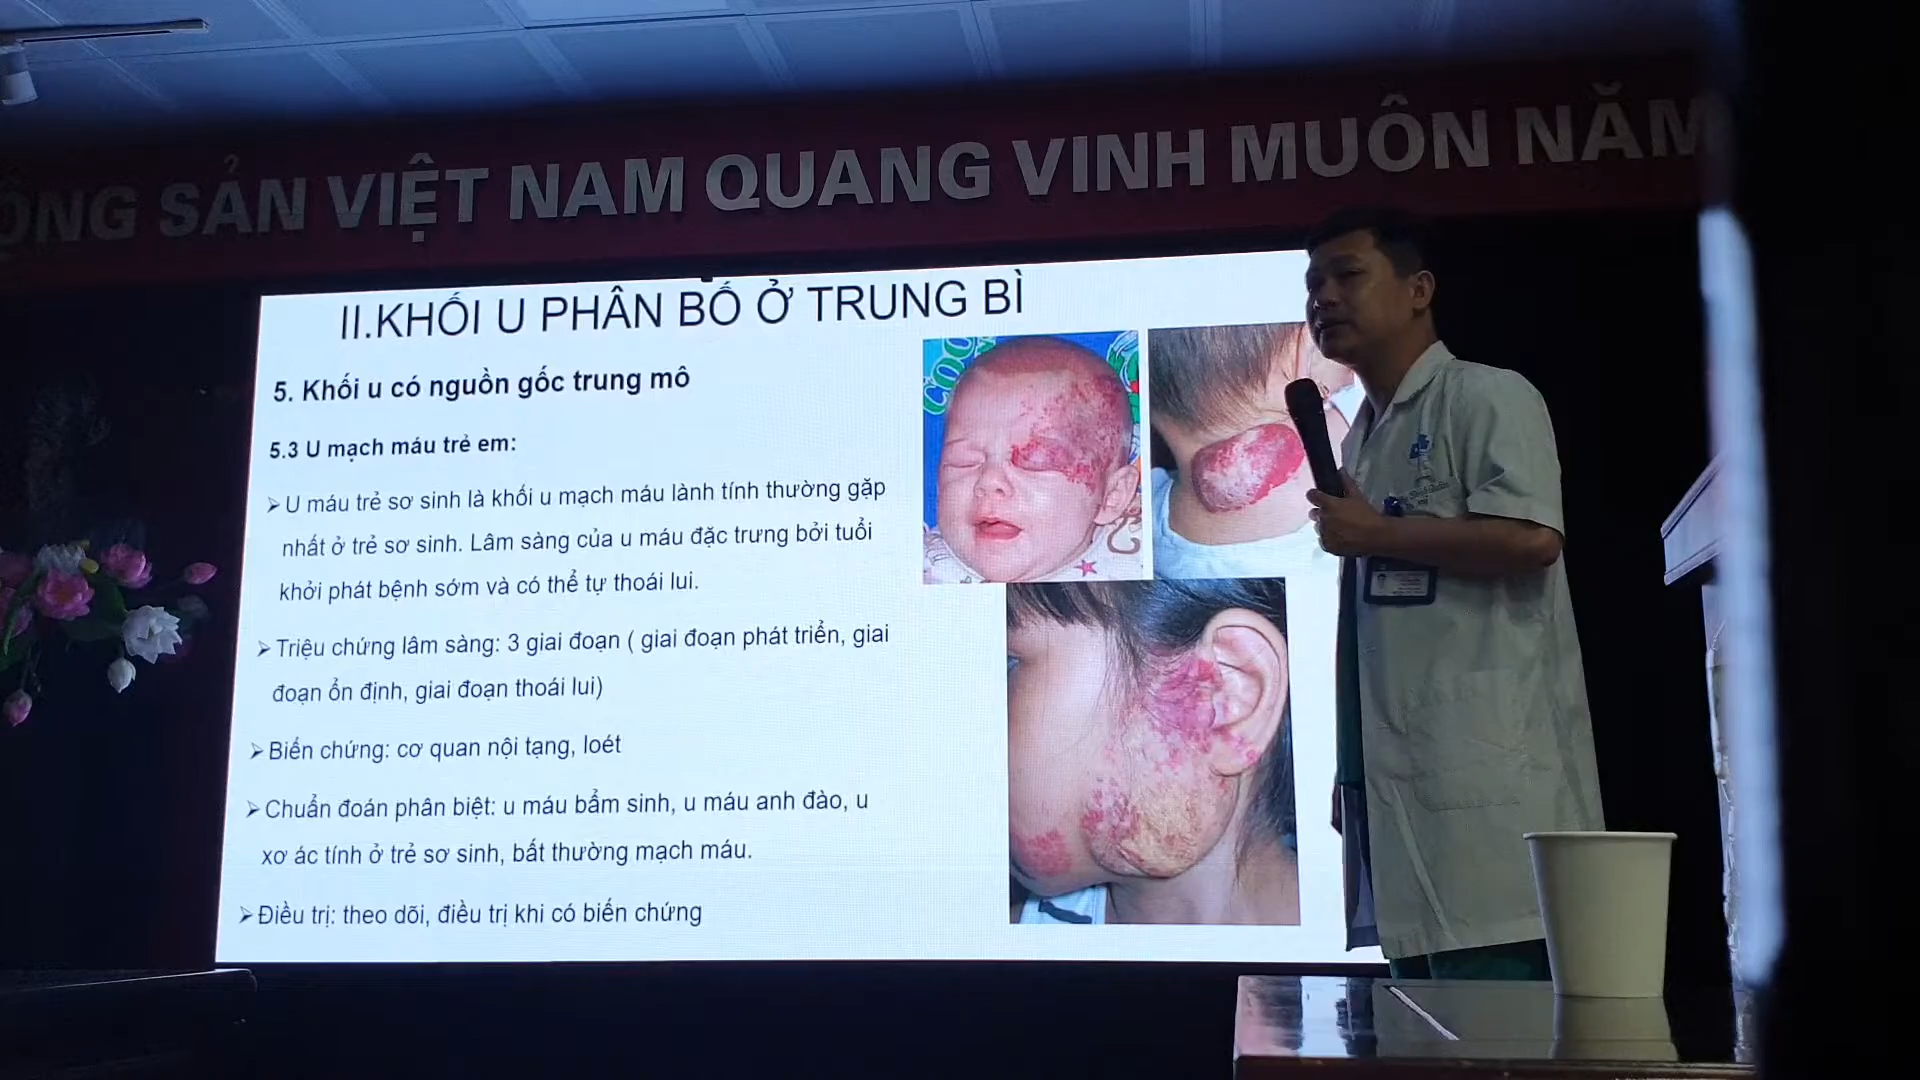 ỘNG SẢN VIỆT NAM QUANG VINH MUÔN NĂM
II.KHỐI U PHÂN BỐ Ở TRUNG BÌ
5. Khối u có nguồn gốc trung mô
5.3 U mạch máu trẻ em:
➢ U máu trẻ sơ sinh là khối u mạch máu lành tính thường gặp
nhất ở trẻ sơ sinh. Lâm sàng của u máu đặc trưng bởi tuổi
khởi phát bệnh sớm và có thể tự thoái lui.
➢ Triệu chứng lâm sàng: 3 giai đoạn ( giai đoạn phát triển, giai
đoạn ổn định, giai đoạn thoái lui)
➢ Biến chứng: cơ quan nội tạng, loét
➢ Chuẩn đoán phân biệt: u máu bẩm sinh, u máu anh đào, u
xơ ác tính ở trẻ sơ sinh, bất thường mạch máu.
➢ Điều trị: theo dõi, điều trị khi có biến chứng